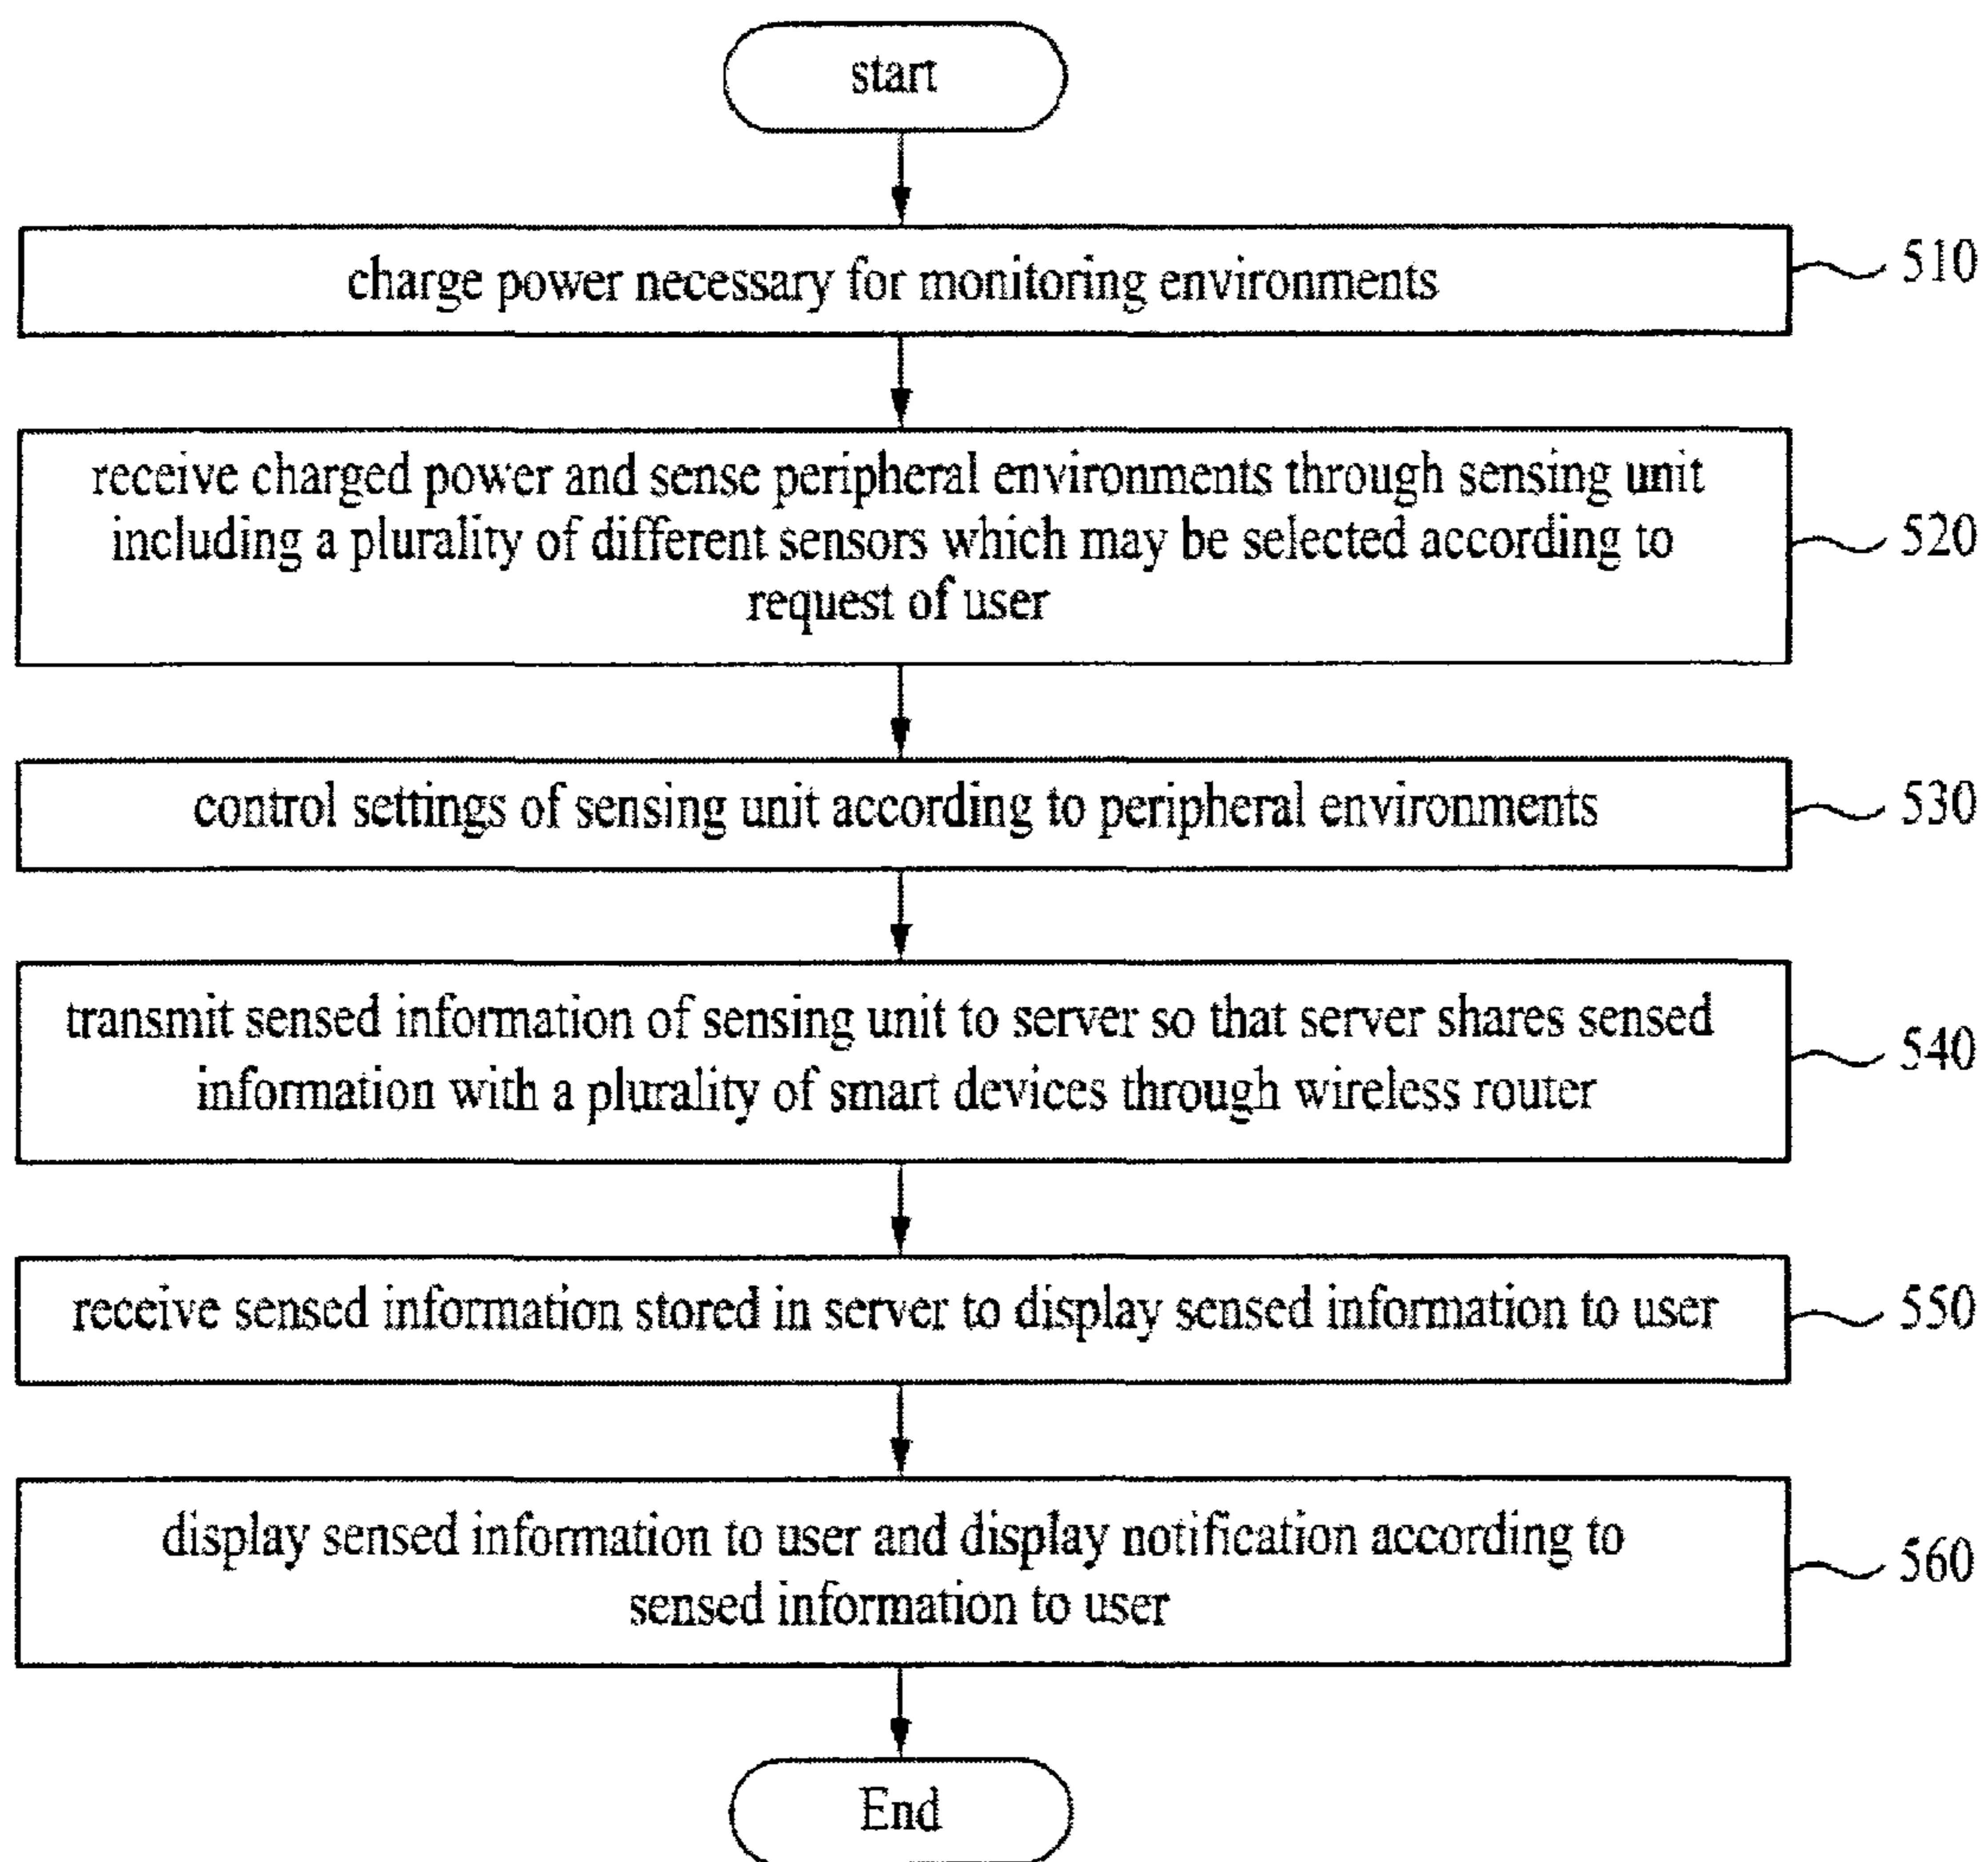 start
charge power necessary for monitoring environments
510
receive charged power and sense peripheral environments through sensing unit
including a plurality of different sensors which may be selected according to
request of user
520
control settings of sensing unit according to peripheral environments
530
transmit sensed information of sensing unit to server so that server shares sensed
information with a plurality of smart devices through wireless router
540
receive sensed information stored in server to display sensed information to user
550
display sensed information to user and display notification according to
sensed information to user
560
End